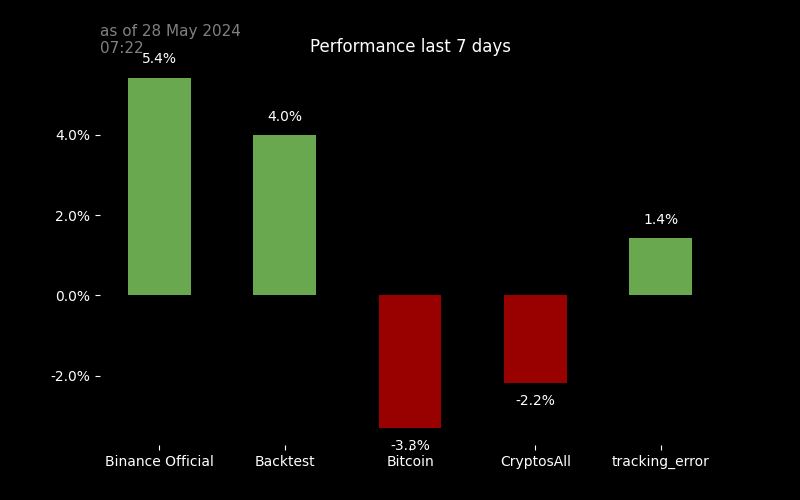 as of 28 May 2024
07:22
Performance last 7 days
5.4%
4.0%
1.4%
-2.2%
-3.3%
4.0%
2.0%
0.0%
-2.0%
Binance Official
Backtest
Bitcoin
CryptosAll
tracking_error